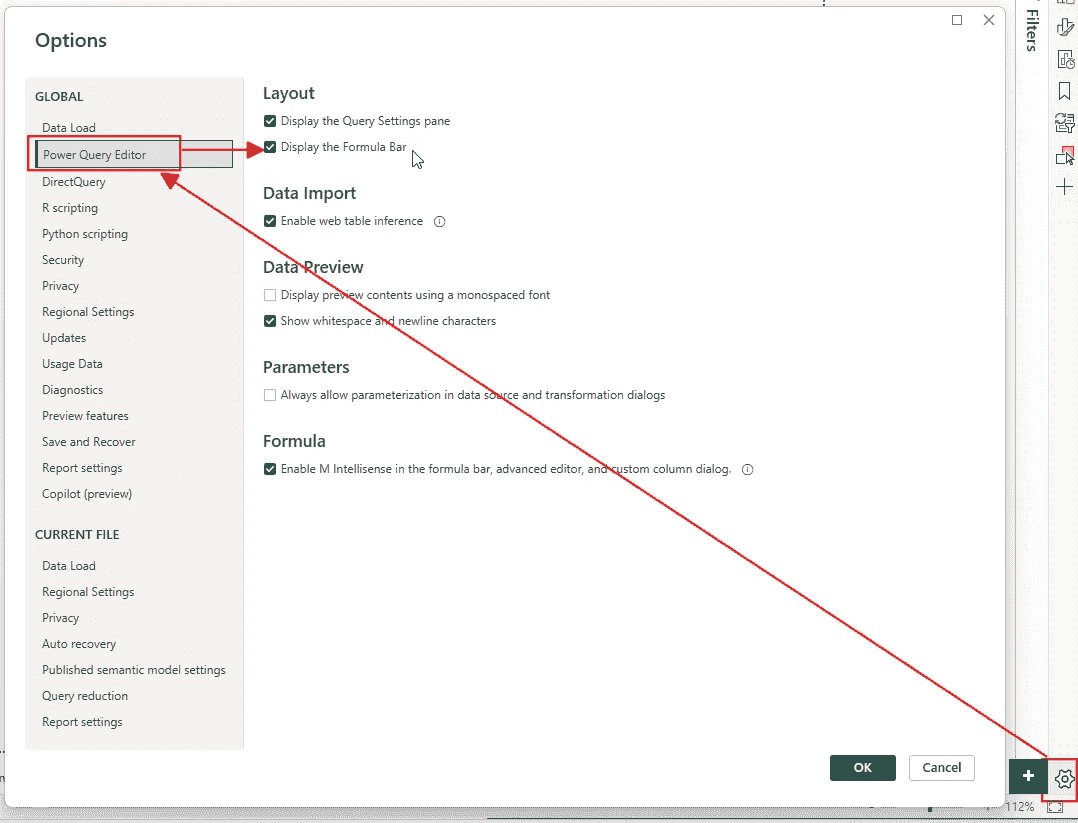 Options
GLOBAL
Data Load
Power Query Editor
DirectQuery
R scripting
Python scripting
Security
Privacy
Regional Settings
Updates
Usage Data
Diagnostics
Preview features
Save and Recover
Report settings
Copilot (preview)
CURRENT FILE
Data Load
Regional Settings
Privacy
Auto recovery
Published semantic model settings
Query reduction
Report settings
Layout
Display the Query Settings pane
Display the Formula Bar
Data Import
Enable web table inference
Data Preview
Display preview contents using a monospaced font
Show whitespace and newline characters
Parameters
Always allow parameterization in data source and transformation dialogs
Formula
Enable M Intellisense in the formula bar, advanced editor, and custom column dialog.
OK
Cancel
Filters
112%